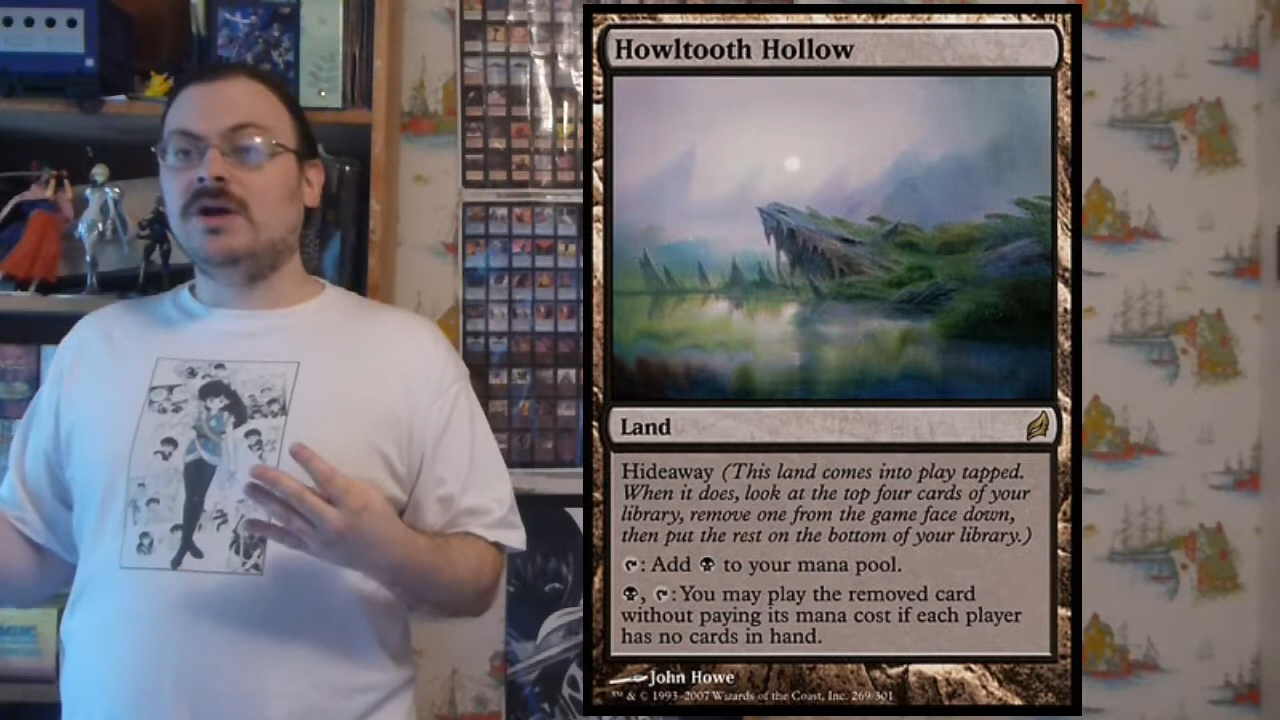 Howltooth Hollow
Land
Hideaway (This land comes into play tapped.
When it does, look at the top four cards of your
library, remove one from the game face down,
then put the rest on the bottom of your library.)
: Add to your mana pool.
, : You may play the removed card
without paying its mana cost if each player
has no cards in hand.
John Howe
™ & © 1993–2007 Wizards of the Coast, Inc. 269/301